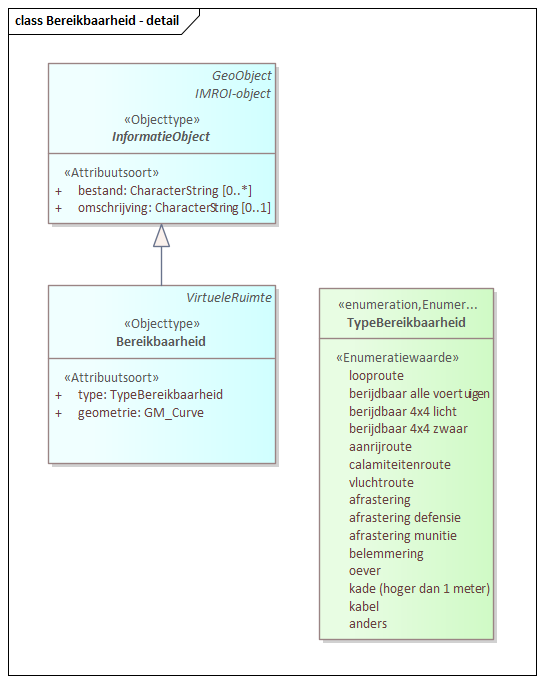 class Bereikbaarheid - detail
GeoObject
IMROI-object
«Objecttype»
InformatieObject
«Attribuutsoort»
+ bestand: CharacterString [0..*]
+ omschrijving: CharacterString [0..1]
VirtueleRuimte
«Objecttype»
Bereikbaarheid
«Attribuutsoort»
+ type: TypeBereikbaarheid
+ geometrie: GM_Curve
«enumeration,Enumer...
TypeBereikbaarheid
«Enumeratiewaarde»
looproute
berijdbaar alle voertuigen
berijdbaar 4x4 licht
berijdbaar 4x4 zwaar
aanrijroute
calamiteitenroute
vluchtroute
afrastering
afrastering defensie
afrastering munitie
belemmering
oever
kade (hoger dan 1 meter)
kabel
anders